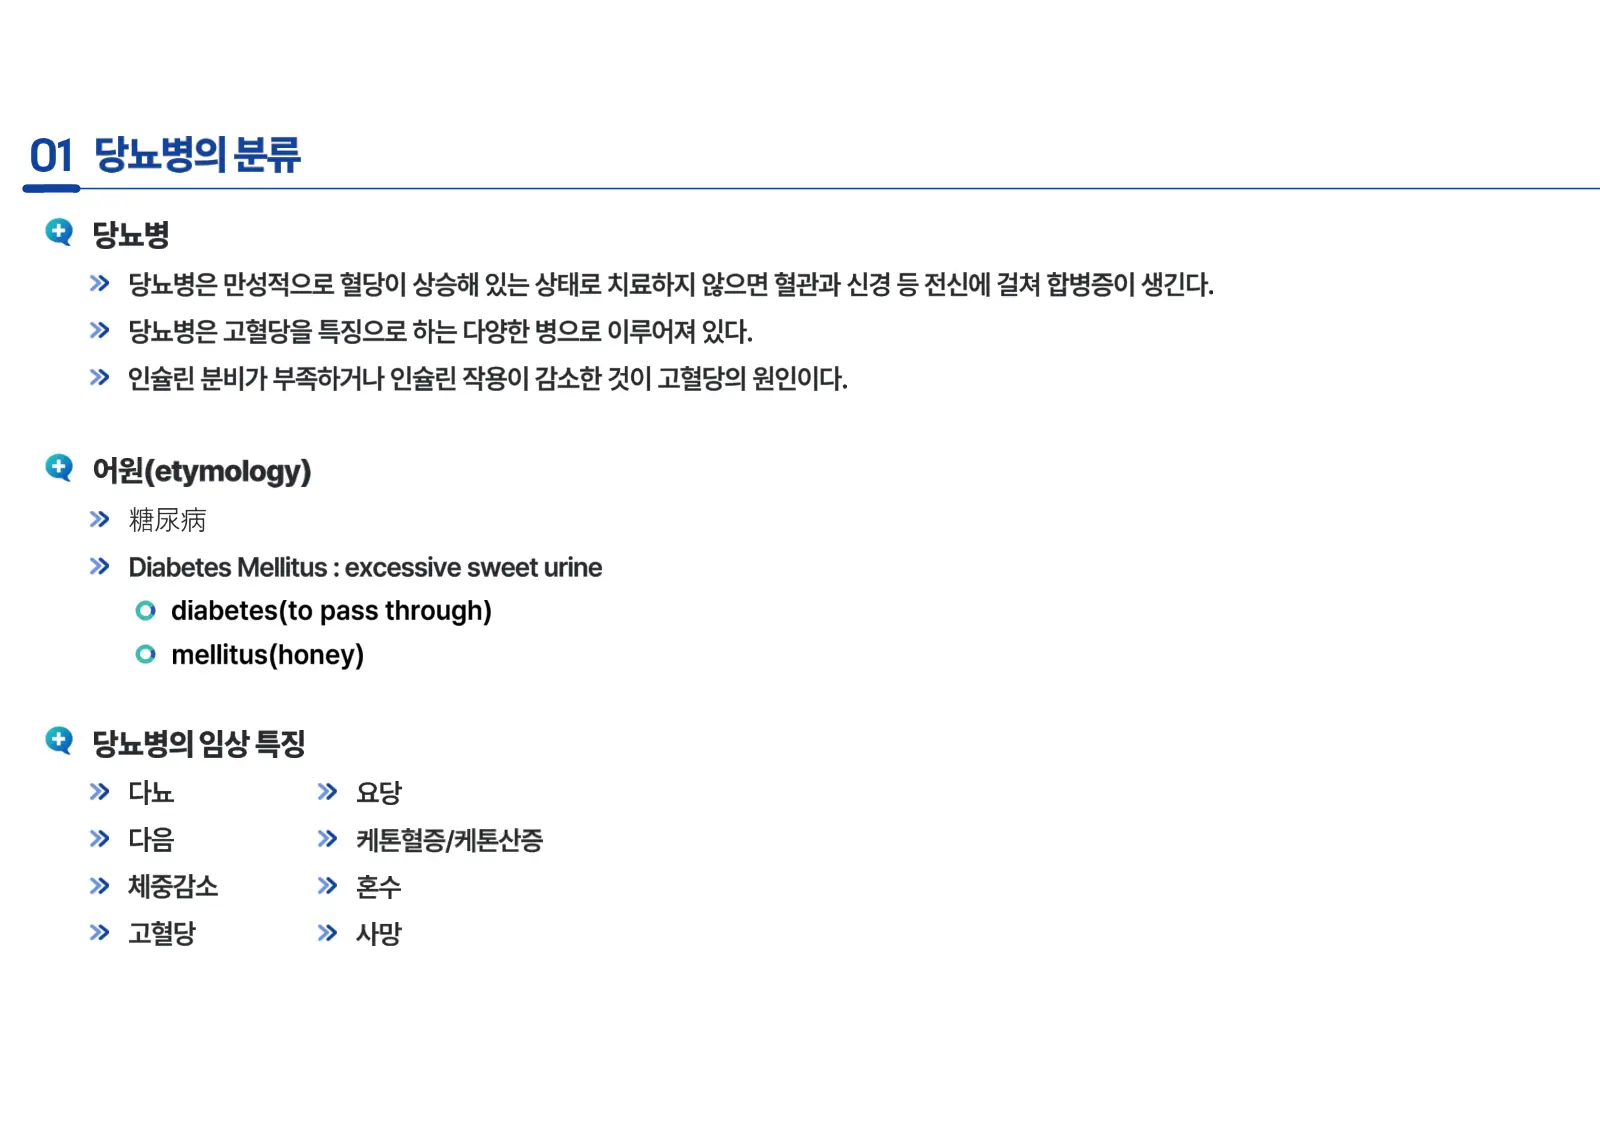 01 당뇨병의 분류
당뇨병
당뇨병은 만성적으로 혈당이 상승해 있는 상태로 치료하지 않으면 혈관과 신경 등 전신에 걸쳐 합병증이 생긴다.
당뇨병은 고혈당을 특징으로 하는 다양한 병으로 이루어져 있다.
인슐린 분비가 부족하거나 인슐린 작용이 감소한 것이 고혈당의 원인이다.
어원(etymology)
糖尿病
Diabetes Mellitus : excessive sweet urine
diabetes(to pass through)
mellitus(honey)
당뇨병의 임상 특징
다뇨
다음
체중감소
고혈당
요당
케톤혈증/케톤산증
혼수
사망